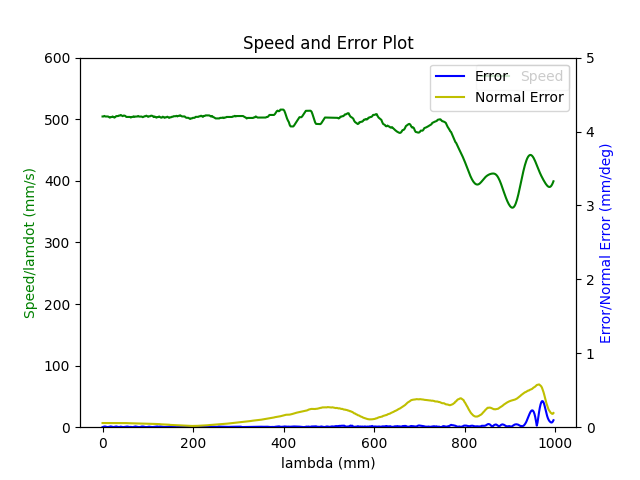 Speed and Error Plot
600
500
400
300
200
100
0
Speed/lamdot (mm/s)
0 200 400 600 800 1000
lambda (mm)
5
4
3
2
1
0
Error/Normal Error (mm/deg)
Error Speed
Normal Error